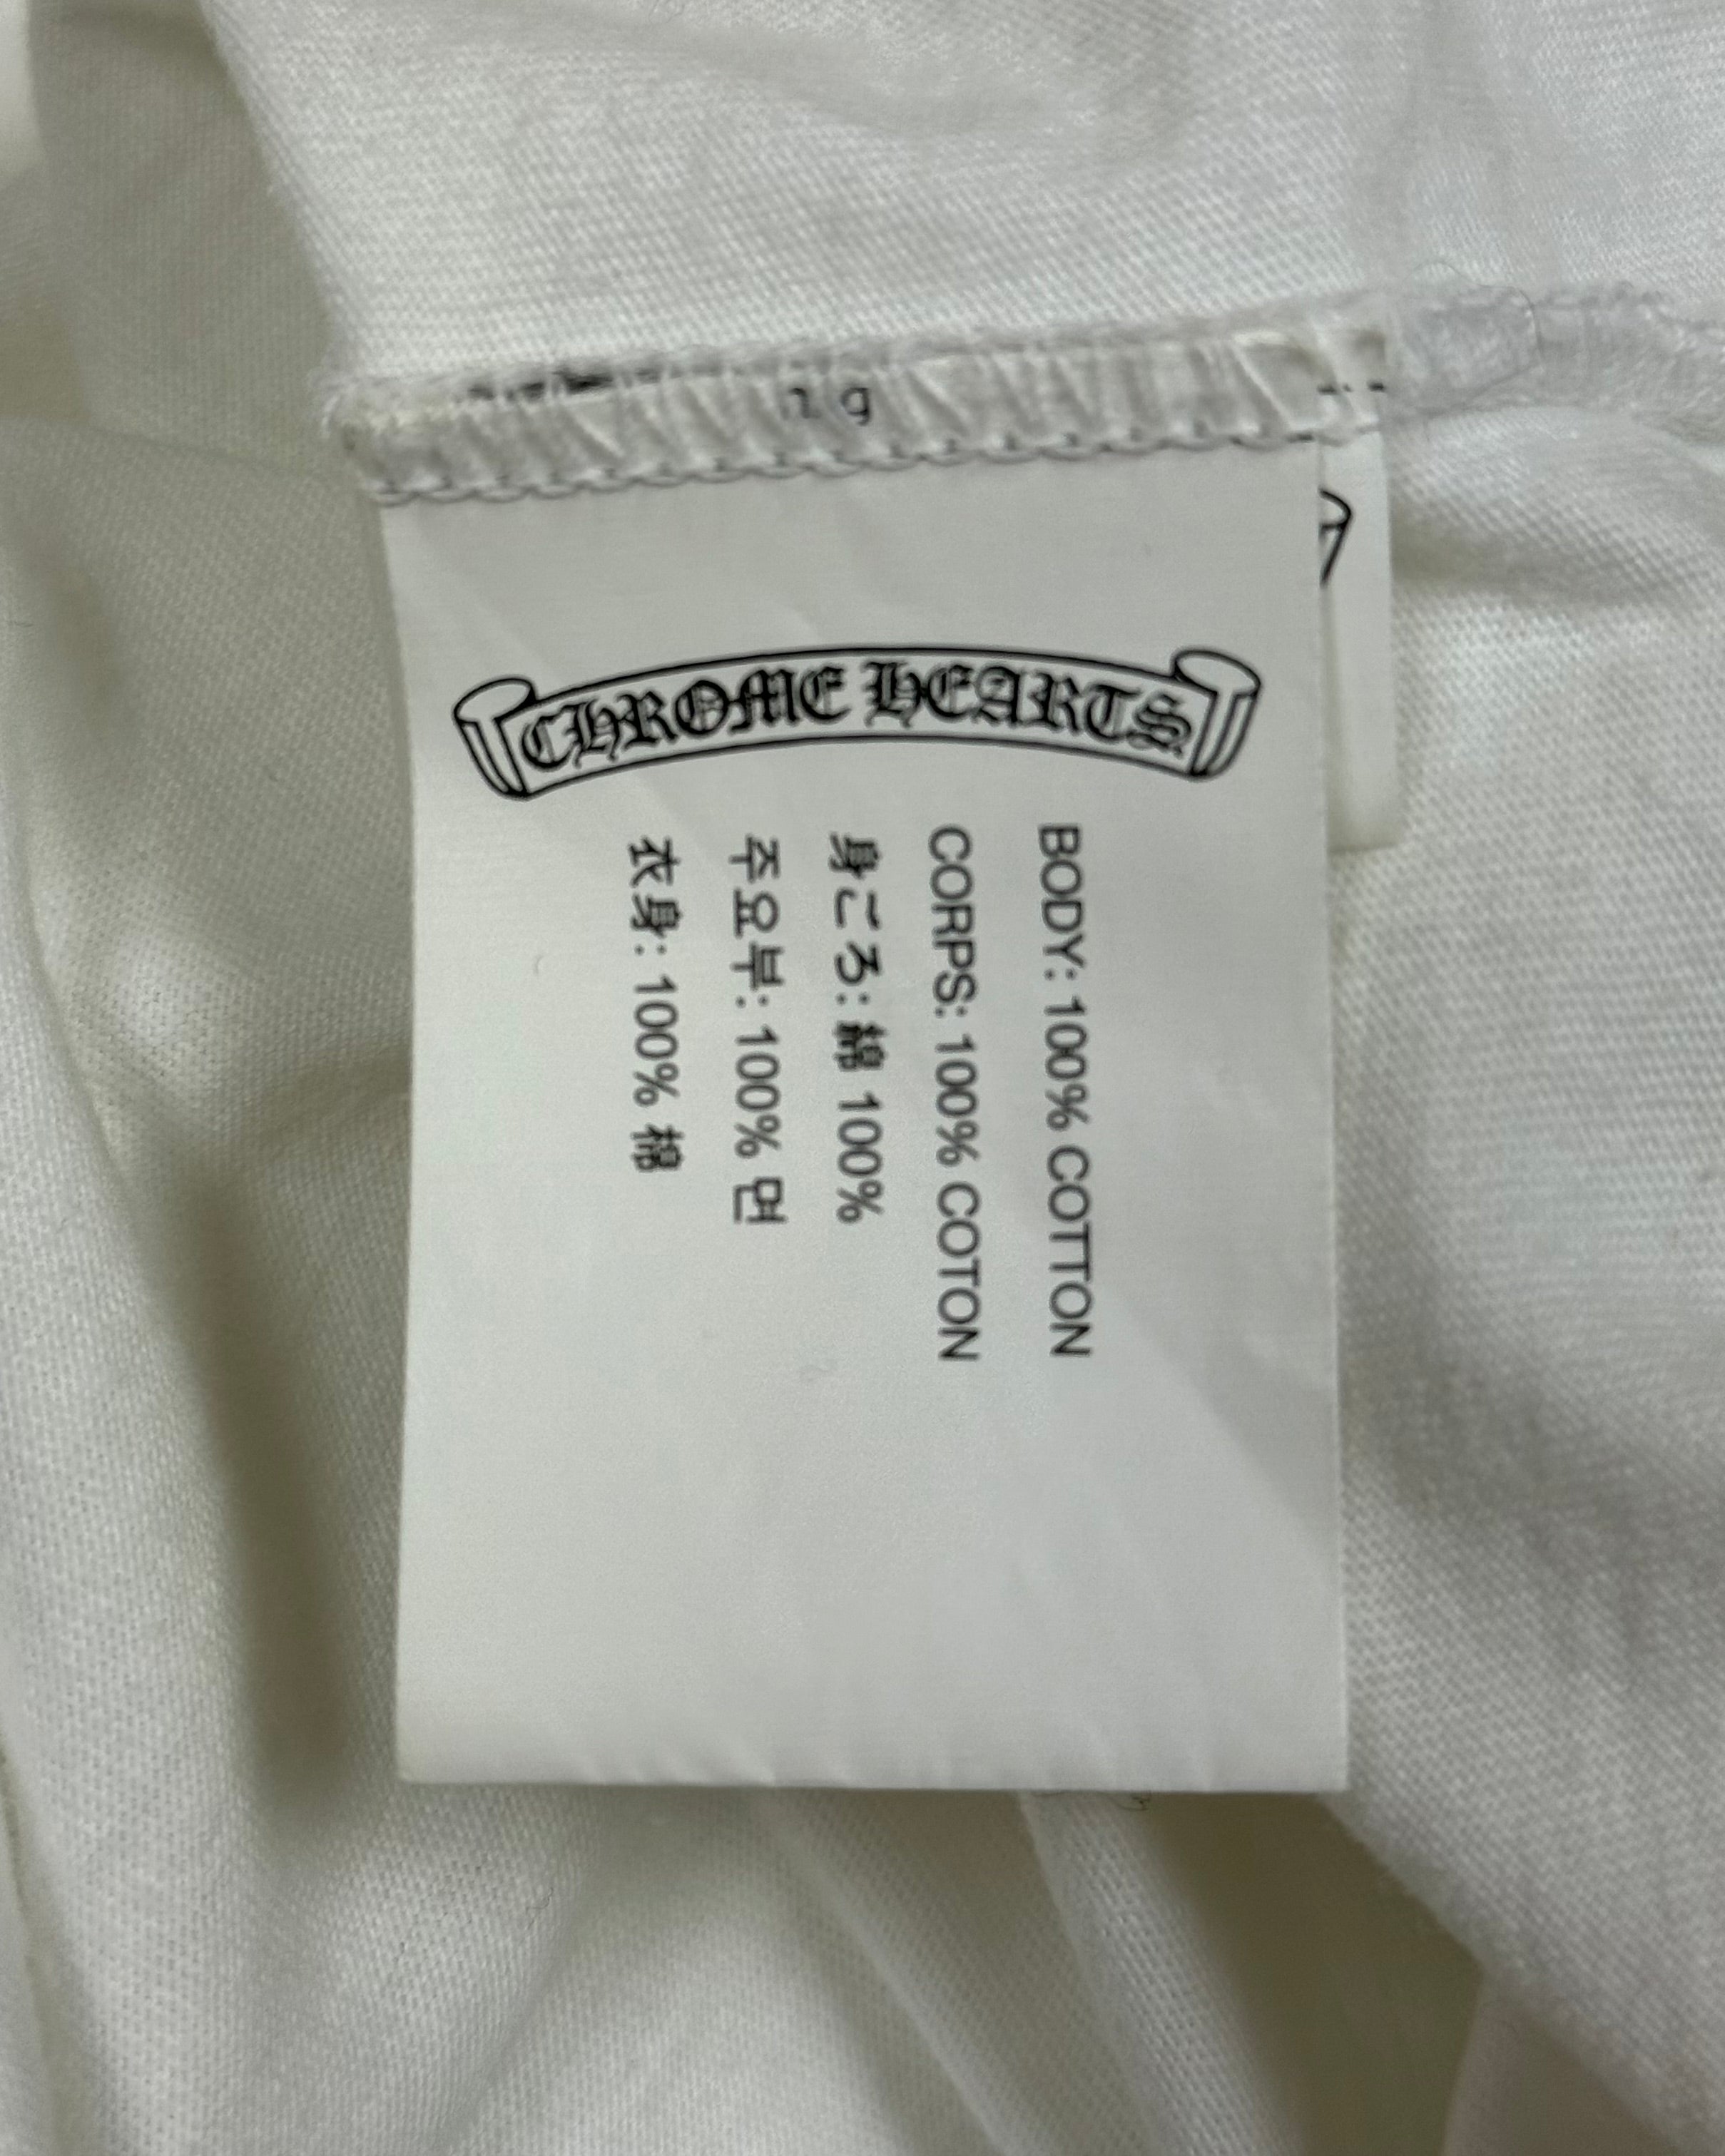 19
CHROME HEARTS
BODY: 100% COTTON
CORPS: 100% COTON
身ごろ: 綿 100%
주요부: 100% 면
衣身: 100% 棉